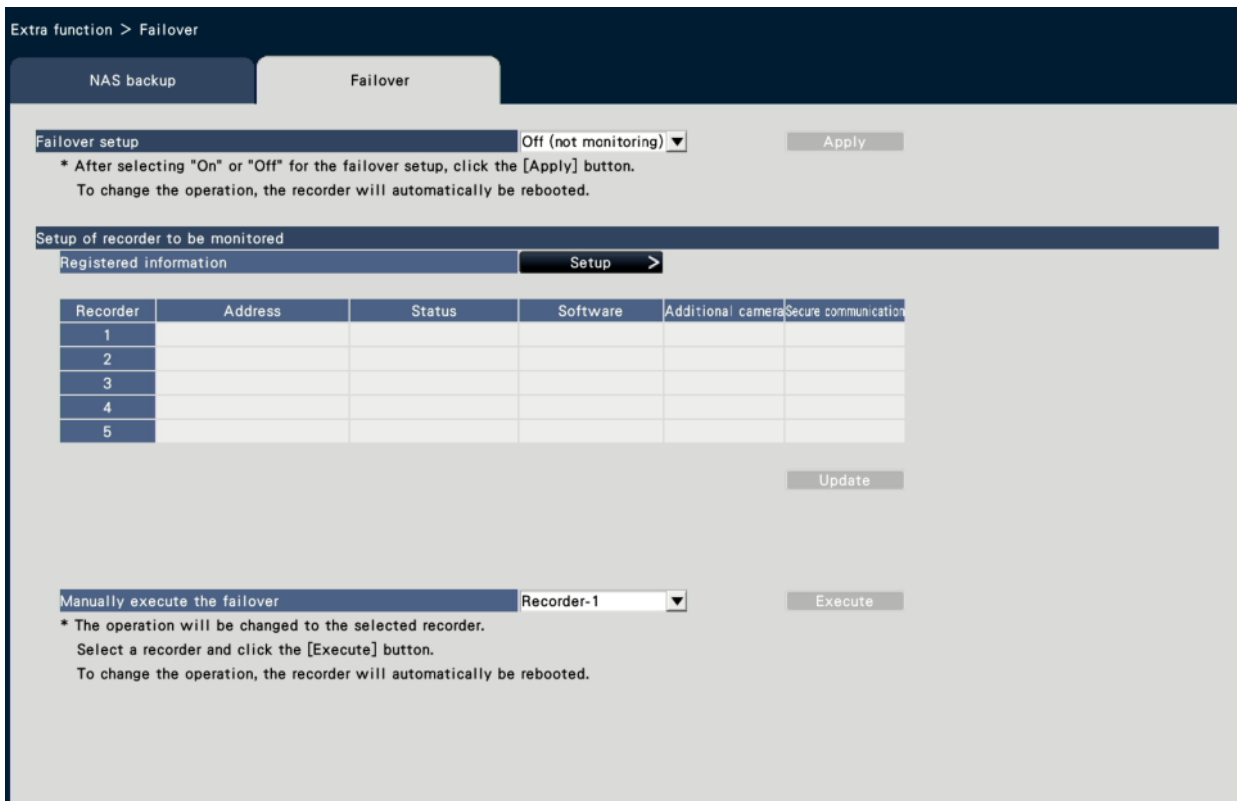 Extra function > Failover
NAS backup
Failover
Failover setup
Off (not monitoring)
Apply
* After selecting "On" or "Off" for the failover setup, click the [Apply] button.
To change the operation, the recorder will automatically be rebooted.
Setup of recorder to be monitored
Registered information
Setup >
Recorder Address Status Software Additional camera Secure communication
1
2
3
4
5
Update
Manually execute the failover
Recorder-1
Execute
* The operation will be changed to the selected recorder.
Select a recorder and click the [Execute] button.
To change the operation, the recorder will automatically be rebooted.